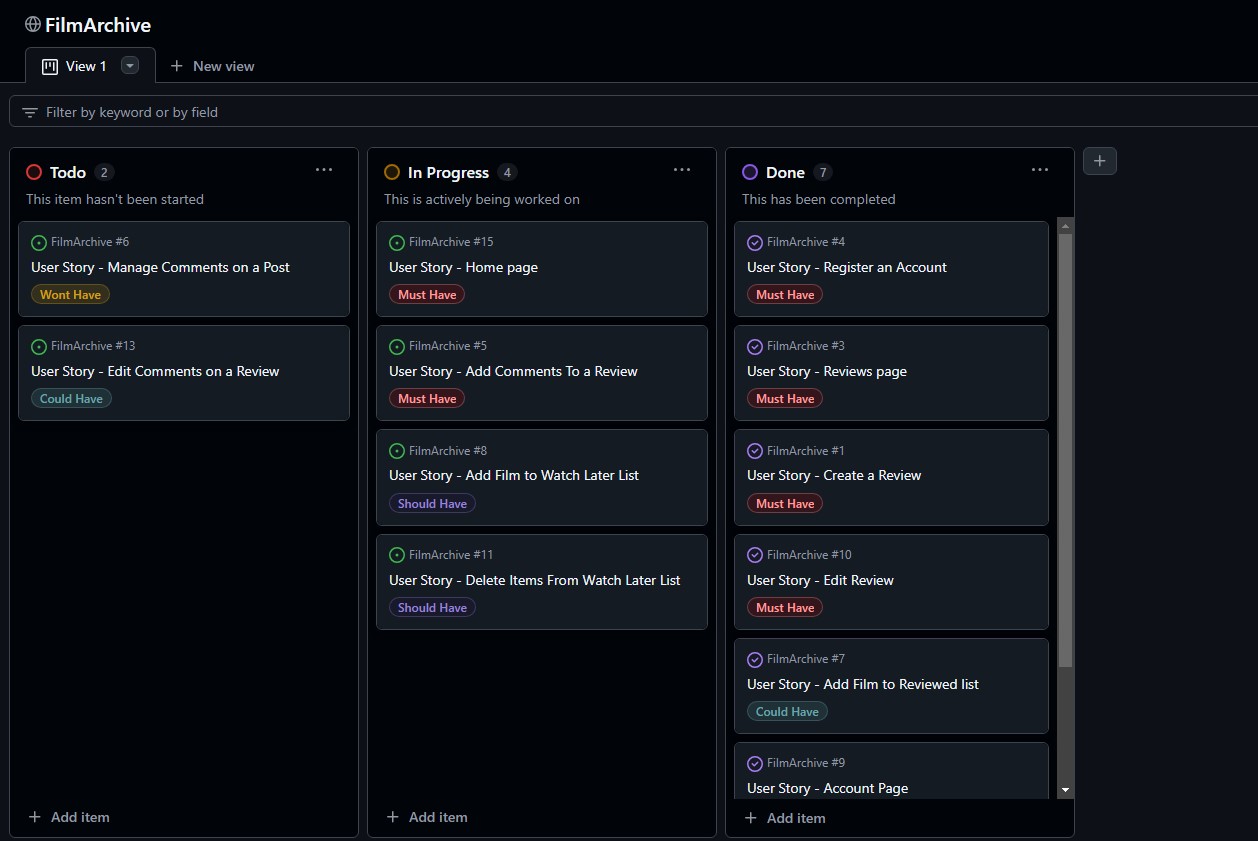 FilmArchive
View 1
New view
Filter by keyword or by field
Todo 2
This item hasn't been started
FilmArchive #6
User Story - Manage Comments on a Post
Wont Have
FilmArchive #13
User Story - Edit Comments on a Review
Could Have
Add item
In Progress 4
This is actively being worked on
FilmArchive #15
User Story - Home page
Must Have
FilmArchive #5
User Story - Add Comments To a Review
Must Have
FilmArchive #8
User Story - Add Film to Watch Later List
Should Have
FilmArchive #11
User Story - Delete Items From Watch Later List
Should Have
Add item
Done 7
This has been completed
FilmArchive #4
User Story - Register an Account
Must Have
FilmArchive #3
User Story - Reviews page
Must Have
FilmArchive #1
User Story - Create a Review
Must Have
FilmArchive #10
User Story - Edit Review
Must Have
FilmArchive #7
User Story - Add Film to Reviewed list
Could Have
FilmArchive #9
User Story - Account Page
Add item